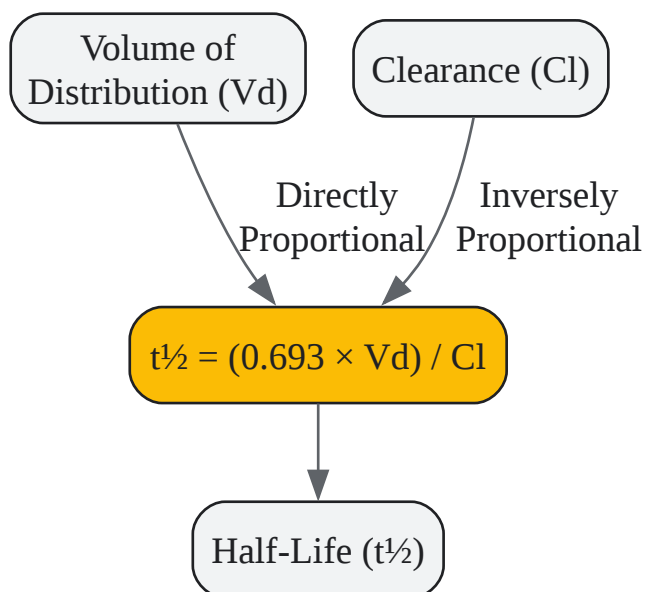 Volume of
Distribution (Vd)
Clearance (Cl)
Directly
Proportional
Inversely
Proportional
t½ = (0.693 × Vd) / Cl
Half-Life (t½)